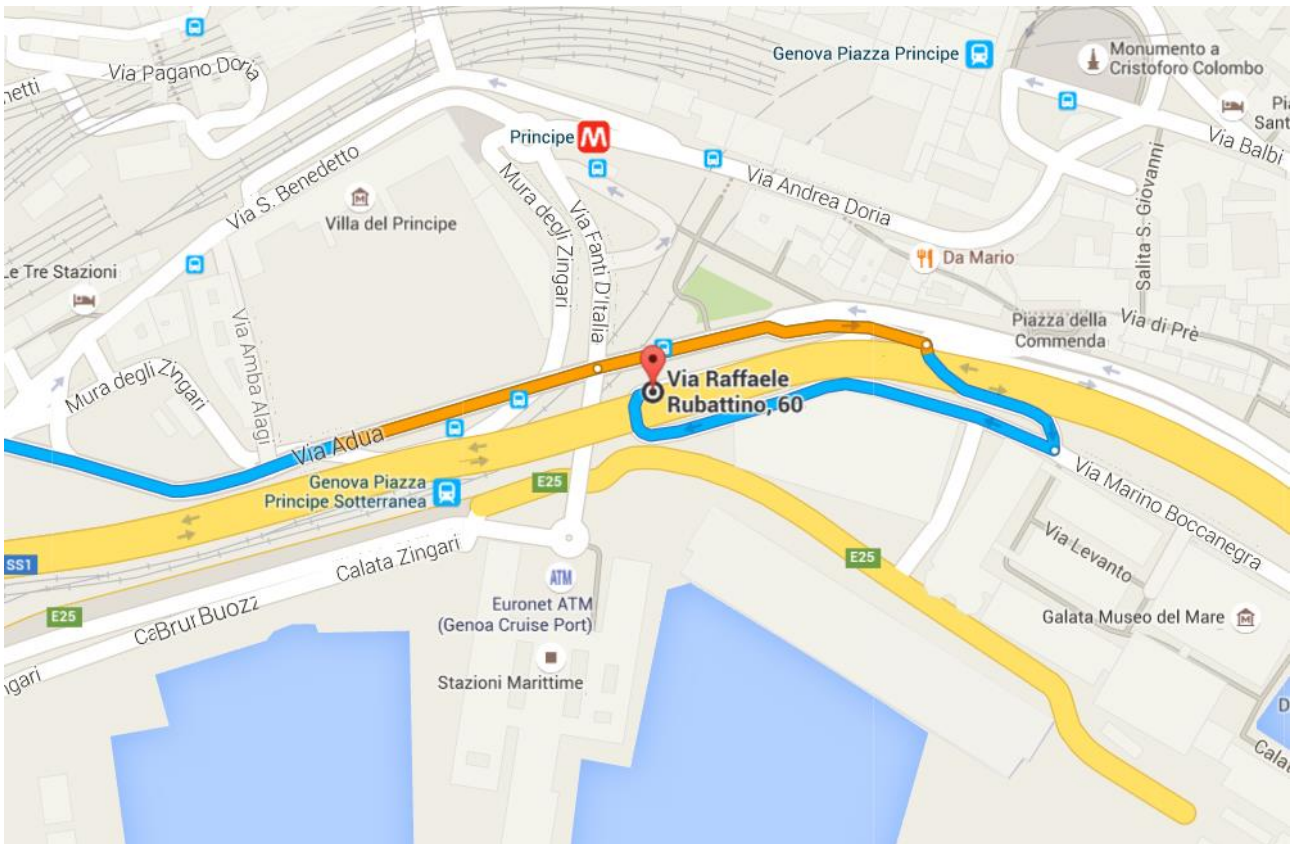 Genova Piazza Principe
Monumento a
Cristoforo Colombo
Via Pagano Doria
netti
Pia
Sant
Via Balbi
Principe
M
Via Andrea Doria
Salita S. Giovanni
Via S. Benedetto
Mura degli Zingari
Villa del Principe
M
Via Fanti D'Italia
Da Mario
Le Tre Stazioni
Piazza della
Commenda
Via di Prè
Via Amba Alagi
Mura degli Zingari
Via Raffaele
Rubattino, 60
Via Adua
Genova Piazza
Principe Sotterranea
E25
Via Marino Boccanegra
Via Levanto
SS1
Calata Zingari
E25
ATM
Euronet ATM
(Genoa Cruise Port)
E25
CaBrur Buozz
Galata Museo del Mare
M
Stazioni Marittime
ngari
D
Calat